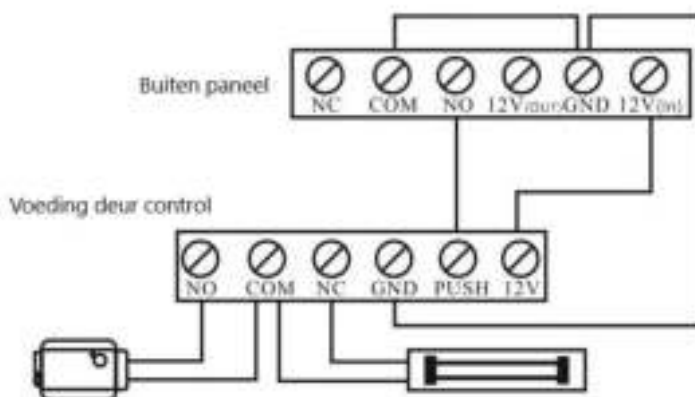 Buiten paneel
NC COM NO 12V(OUT) GND 12V(In)
Voeding deur control
NO COM NC GND PUSH 12V